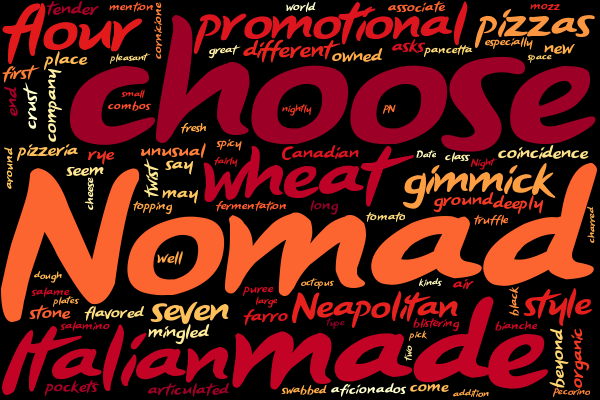 tender
mention
world
associate
mozz
flour
cornicione
promotional
pizzas
place
pleasant
great
different
owned
asks
pancetta
especially
new
space
first
end
crust
company
small
combos
choose
nightly
PN
fresh
around
pizzeria
rye
unusual
say
spicy
fairly
Canadian
Date
class
Night
coincidence
seem
cheese
twist
may
wheat
gimmick
ground
deeply
topping
fermentation
long
tomato
truffle
charred
Nomad
well
dough
salame
plates
stone
salamino
flavored
seven
mingled
puree
large
farro
octopus
Neapolitan
Type
kinds
air
blistering
pick
black
bianche
style
Italian
made
two
beyond
organic
pockets
articulated
swabbed
aficionados
come
addition
pecorino